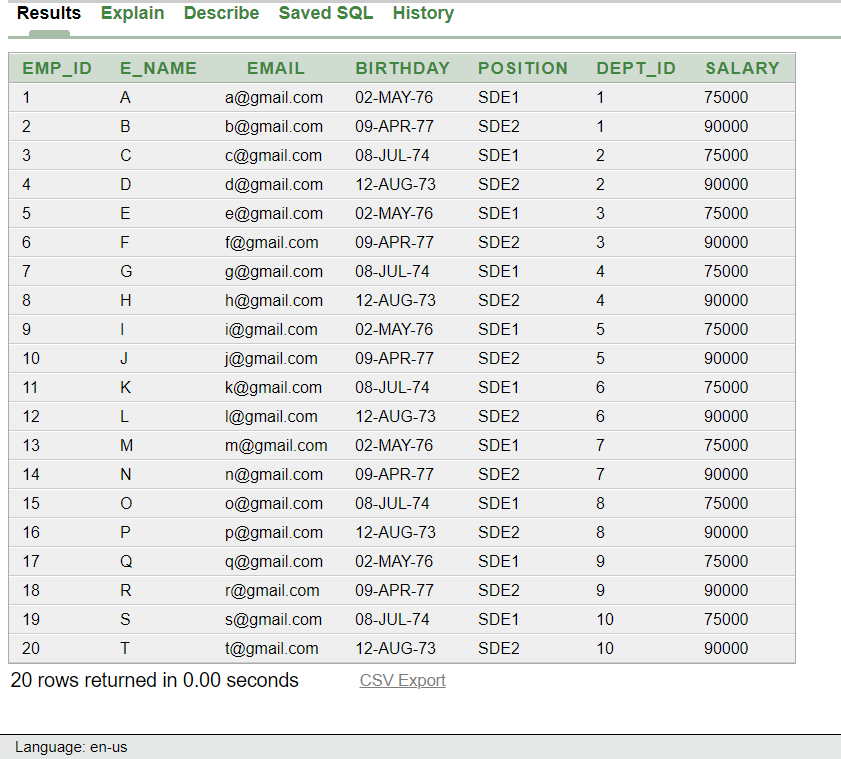 Results Explain Describe Saved SQL History
EMP_ID E_NAME EMAIL BIRTHDAY POSITION DEPT_ID SALARY
1 A a@gmail.com 02-MAY-76 SDE1 1 75000
2 B b@gmail.com 09-APR-77 SDE2 1 90000
3 C c@gmail.com 08-JUL-74 SDE1 2 75000
4 D d@gmail.com 12-AUG-73 SDE2 2 90000
5 E e@gmail.com 02-MAY-76 SDE1 3 75000
6 F f@gmail.com 09-APR-77 SDE2 3 90000
7 G g@gmail.com 08-JUL-74 SDE1 4 75000
8 H h@gmail.com 12-AUG-73 SDE2 4 90000
9 I i@gmail.com 02-MAY-76 SDE1 5 75000
10 J j@gmail.com 09-APR-77 SDE2 5 90000
11 K k@gmail.com 08-JUL-74 SDE1 6 75000
12 L l@gmail.com 12-AUG-73 SDE2 6 90000
13 M m@gmail.com 02-MAY-76 SDE1 7 75000
14 N n@gmail.com 09-APR-77 SDE2 7 90000
15 O o@gmail.com 08-JUL-74 SDE1 8 75000
16 P p@gmail.com 12-AUG-73 SDE2 8 90000
17 Q q@gmail.com 02-MAY-76 SDE1 9 75000
18 R r@gmail.com 09-APR-77 SDE2 9 90000
19 S s@gmail.com 08-JUL-74 SDE1 10 75000
20 T t@gmail.com 12-AUG-73 SDE2 10 90000
20 rows returned in 0.00 seconds CSV Export
Language: en-us